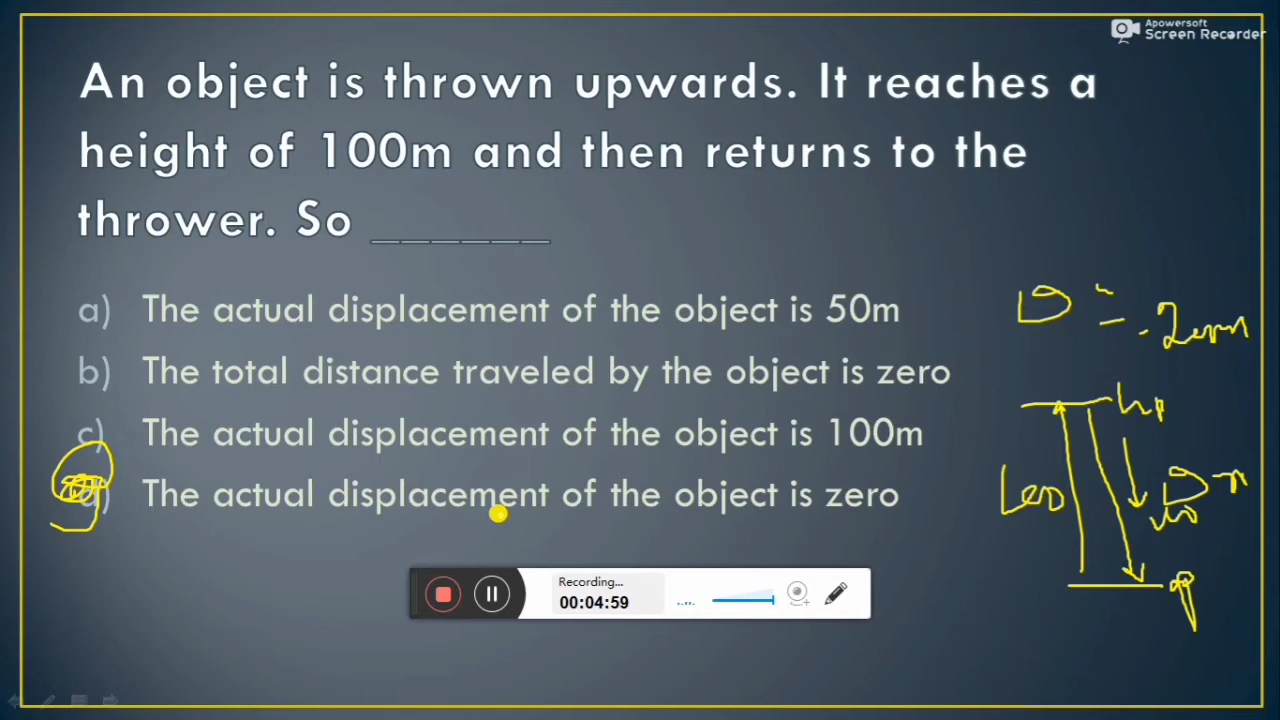 Apowersoft
Screen Recorder
An object is thrown upwards. It reaches a
height of 100m and then returns to the
thrower. So _______
a) The actual displacement of the object is 50m
b) The total distance traveled by the object is zero
c) The actual displacement of the object is 100m
d) The actual displacement of the object is zero
D =
Recording...
00:04:59